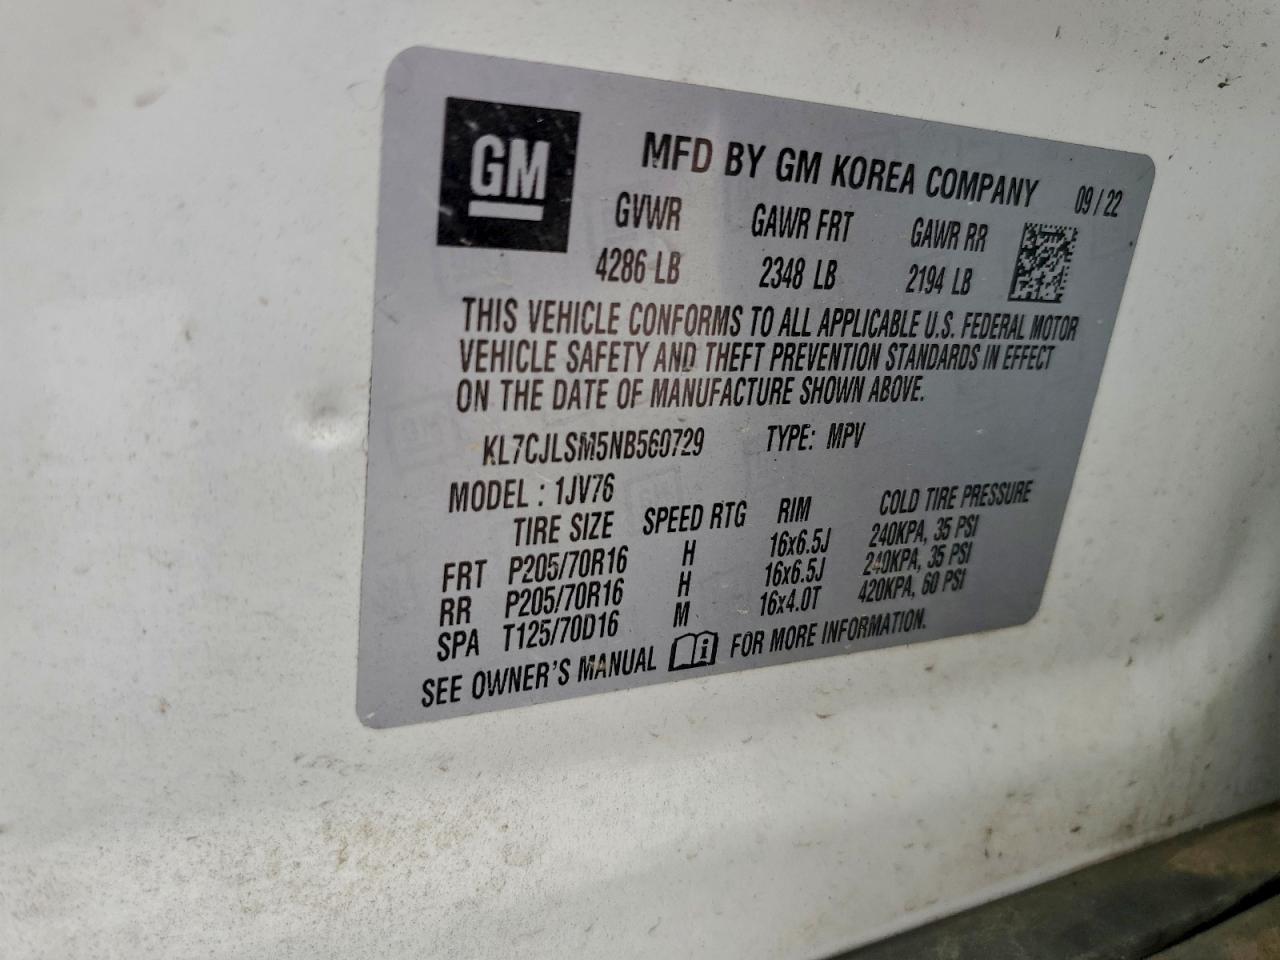 GM
MFD BY GM KOREA COMPANY 09 / 22
GVWR GAWR FRT GAWR RR
4286 LB 2348 LB 2194 LB
THIS VEHICLE CONFORMS TO ALL APPLICABLE U.S. FEDERAL MOTOR
VEHICLE SAFETY AND THEFT PREVENTION STANDARDS IN EFFECT
ON THE DATE OF MANUFACTURE SHOWN ABOVE.
KL7CJLSM5NB560729 TYPE: MPV
MODEL : 1JV76
TIRE SIZE SPEED RTG RIM COLD TIRE PRESSURE
FRT P205/70R16 H 16x6.5J 240KPA, 35 PSI
RR P205/70R16 H 16x6.5J 240KPA, 35 PSI
SPA T125/70D16 M 16x4.0T 420KPA, 60 PSI
SEE OWNER'S MANUAL FOR MORE INFORMATION.